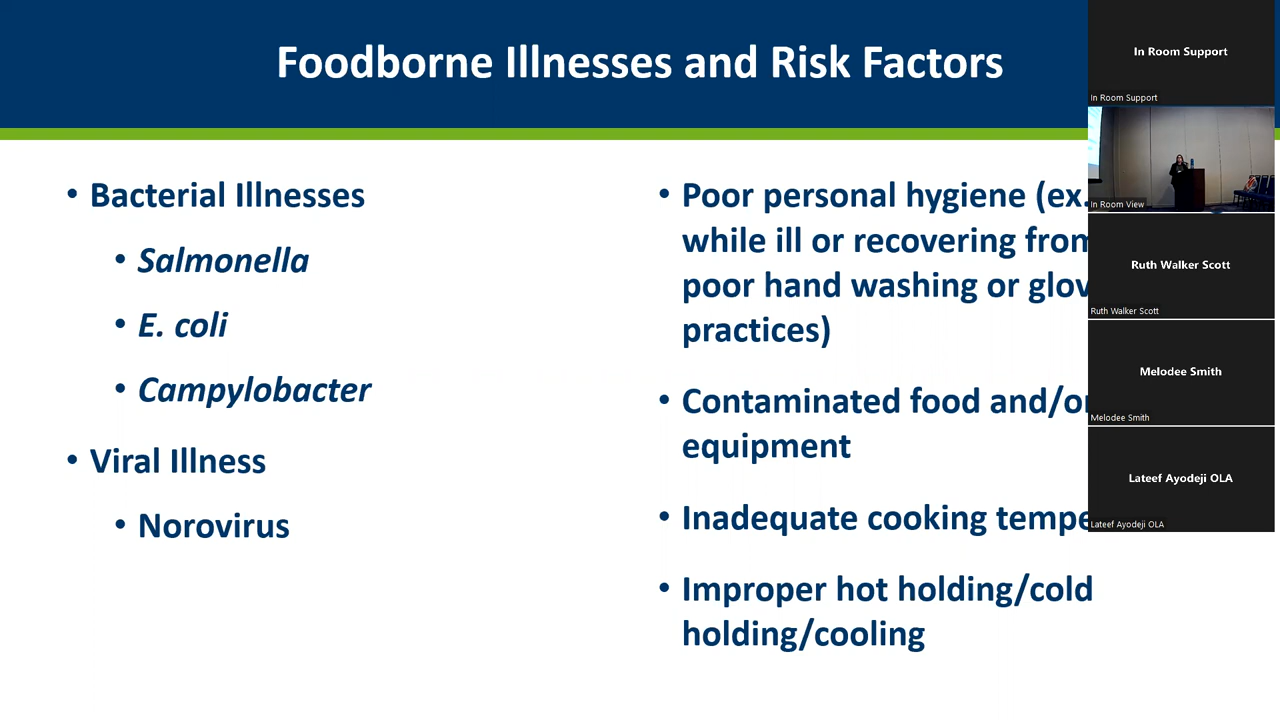 Foodborne Illnesses and Risk Factors
• Bacterial Illnesses
• Salmonella
• E. coli
• Campylobacter
• Viral Illness
• Norovirus
• Poor personal hygiene (ex.
while ill or recovering from
poor hand washing or
practices)
• Contaminated food and/or
equipment
• Inadequate cooking
• Improper hot holding/cold
holding/cooling
In Room Support
In Room Support
In Room View
Ruth Walker Scott
Ruth Walker Scott
Melodee Smith
Melodee Smith
Lateef Ayodeji OLA
Lateef Ayodeji OLA